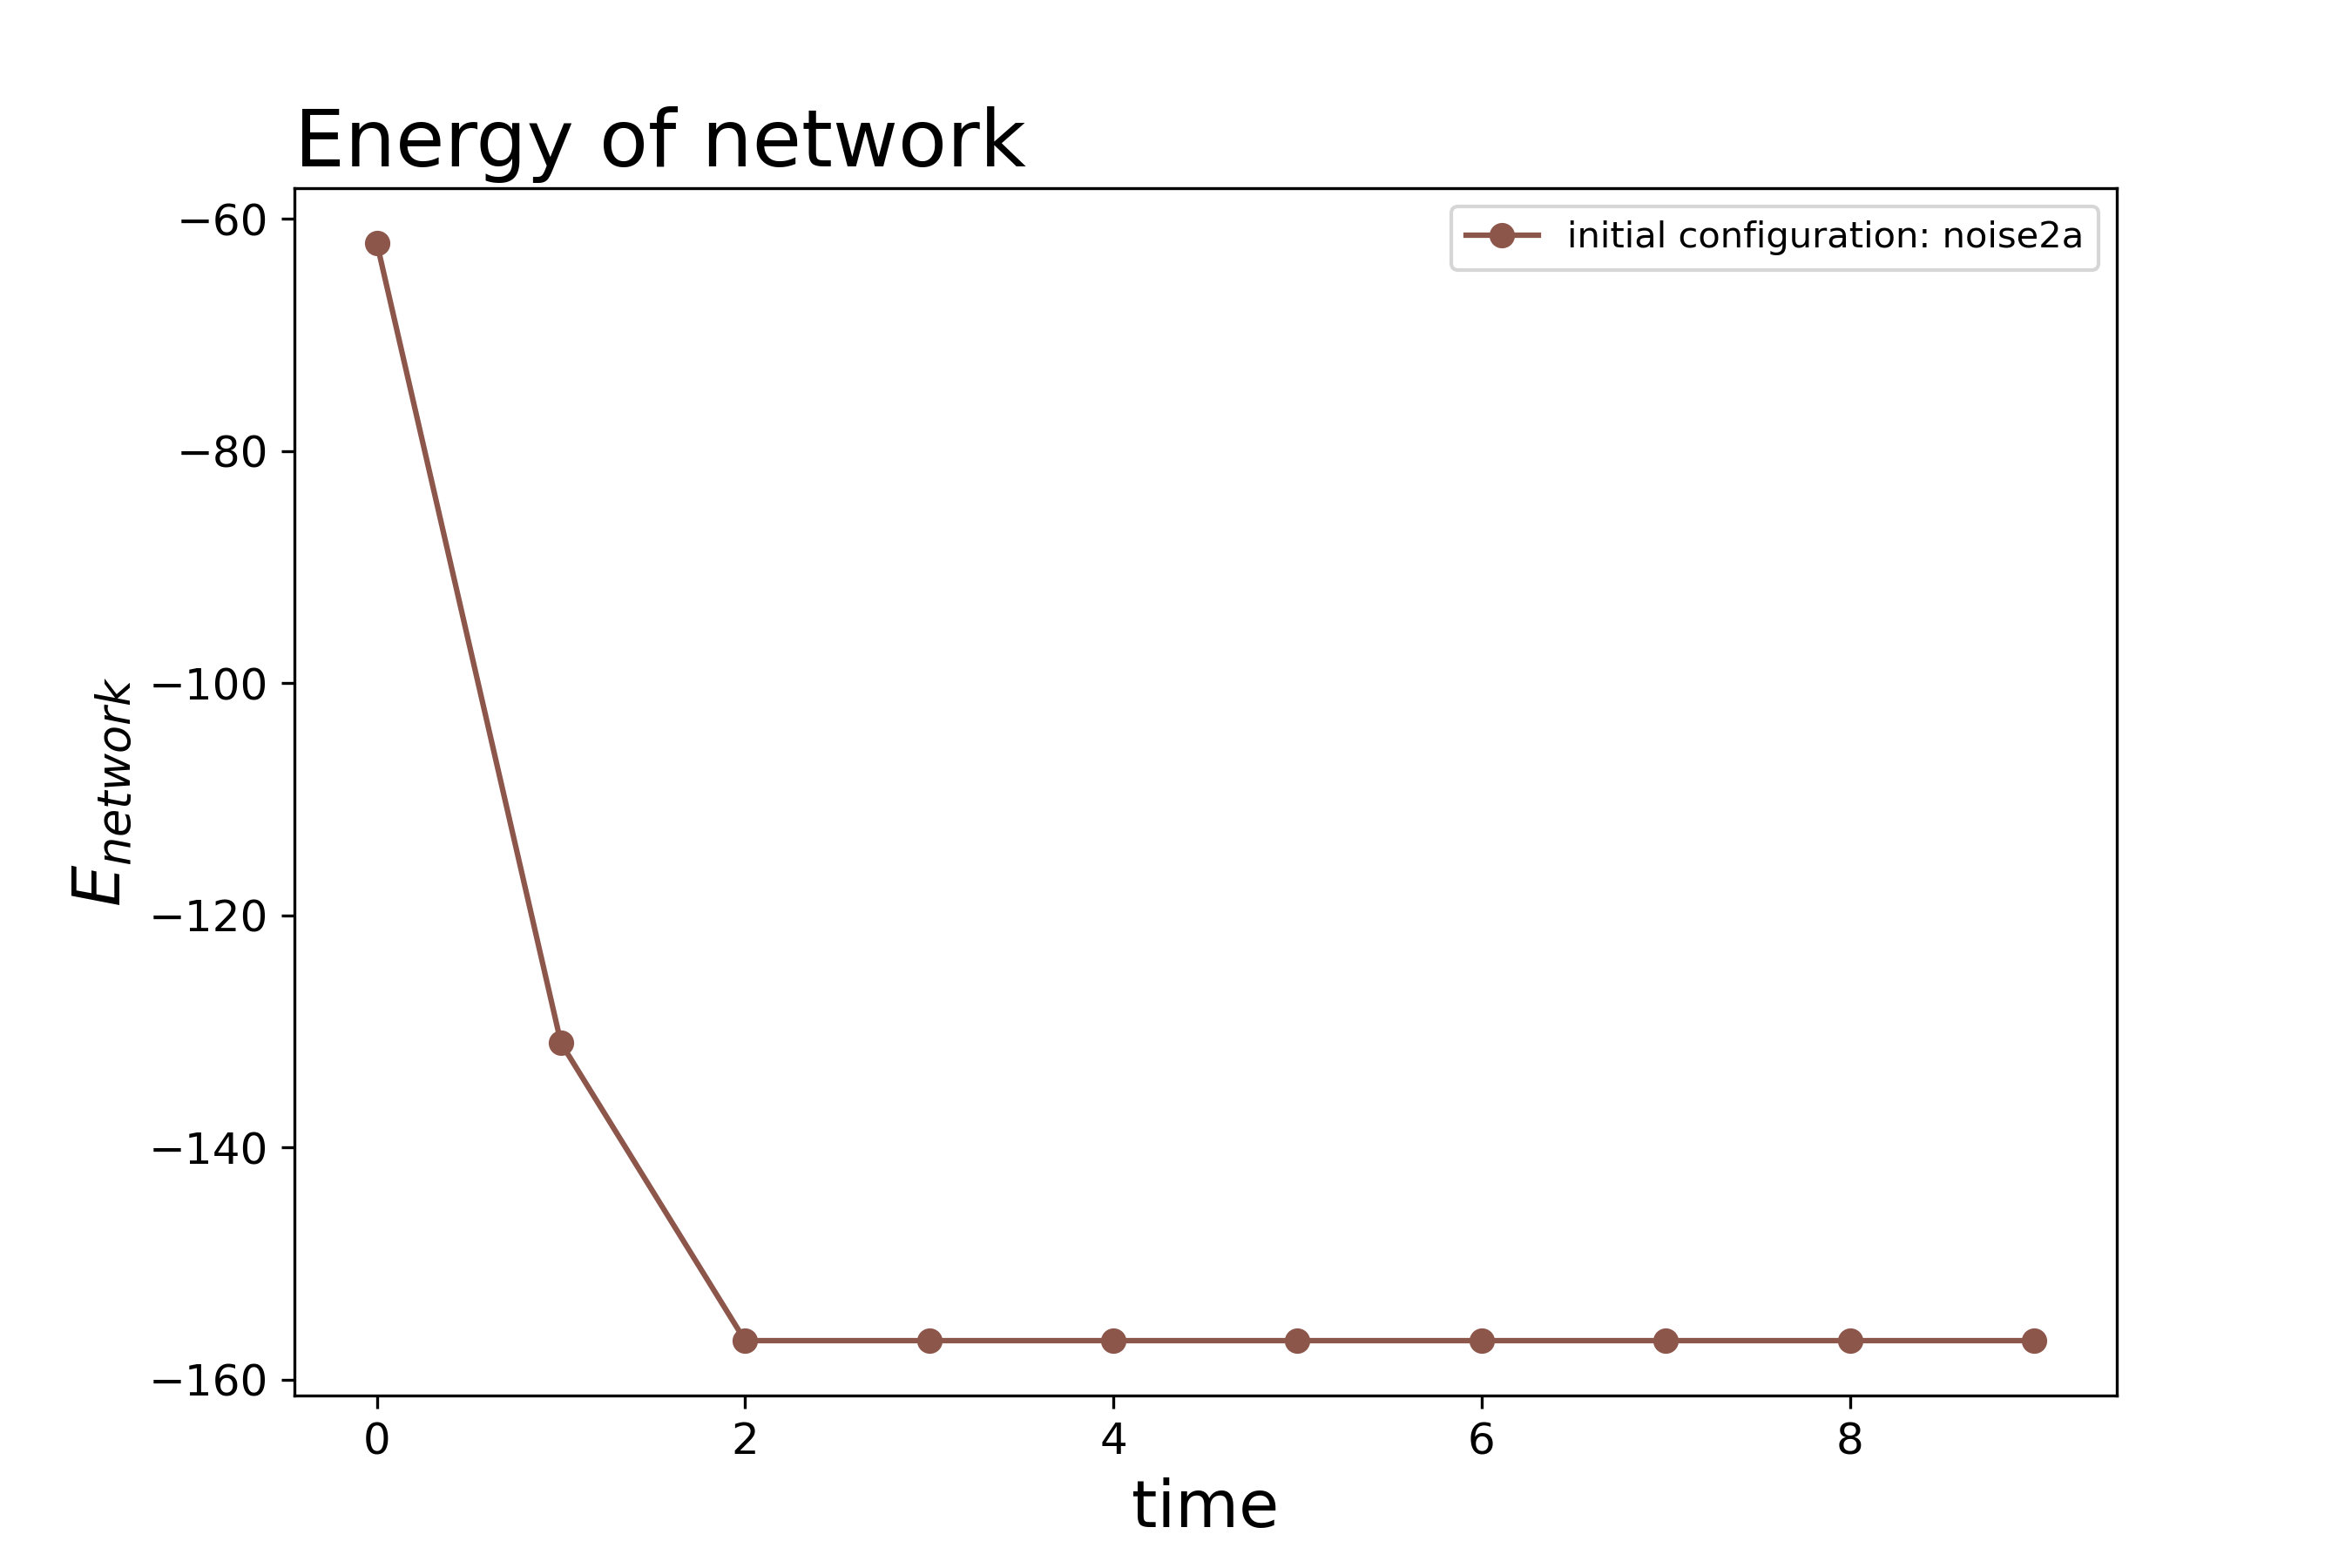 Energy of network
initial configuration: noise2a
−60
−80
−100
−120
−140
−160
E_network
0 2 4 6 8
time